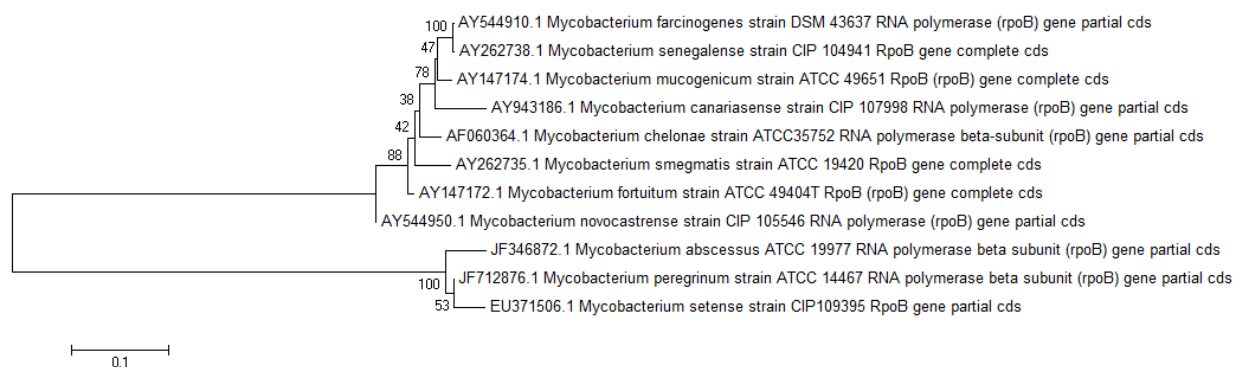 100
AY544910.1 Mycobacterium farcinogenes strain DSM 43637 RNA polymerase (rpoB) gene partial cds
47
AY262738.1 Mycobacterium senegalense strain CIP 104941 RpoB gene complete cds
78
AY147174.1 Mycobacterium mucogenicum strain ATCC 49651 RpoB (rpoB) gene complete cds
38
AY943186.1 Mycobacterium canariasense strain CIP 107998 RNA polymerase (rpoB) gene partial cds
42
AF060364.1 Mycobacterium chelonae strain ATCC35752 RNA polymerase beta-subunit (rpoB) gene partial cds
88
AY262735.1 Mycobacterium smegmatis strain ATCC 19420 RpoB gene complete cds
AY147172.1 Mycobacterium fortuitum strain ATCC 49404T RpoB (rpoB) gene complete cds
AY544950.1 Mycobacterium novocastrense strain CIP 105546 RNA polymerase (rpoB) gene partial cds
JF346872.1 Mycobacterium abscessus ATCC 19977 RNA polymerase beta subunit (rpoB) gene partial cds
100
JF712876.1 Mycobacterium peregrinum strain ATCC 14467 RNA polymerase beta subunit (rpoB) gene partial cds
53
EU371506.1 Mycobacterium setense strain CIP109395 RpoB gene partial cds
0.1